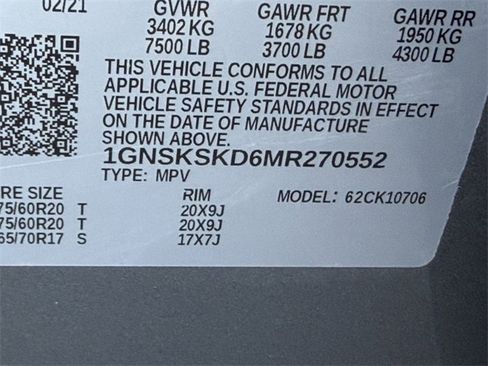 02/21 GVWR GAWR FRT GAWR RR
3402 KG 1678 KG 1950 KG
7500 LB 3700 LB 4300 LB
THIS VEHICLE CONFORMS TO ALL
APPLICABLE U.S. FEDERAL MOTOR
VEHICLE SAFETY STANDARDS IN EFFECT
ON THE DATE OF MANUFACTURE
SHOWN ABOVE.
1GNSKSKD6MR270552
TYPE: MPV MODEL: 62CK10706
RE SIZE RIM
75/60R20 T 20X9J
75/60R20 T 20X9J
65/70R17 S 17X7J